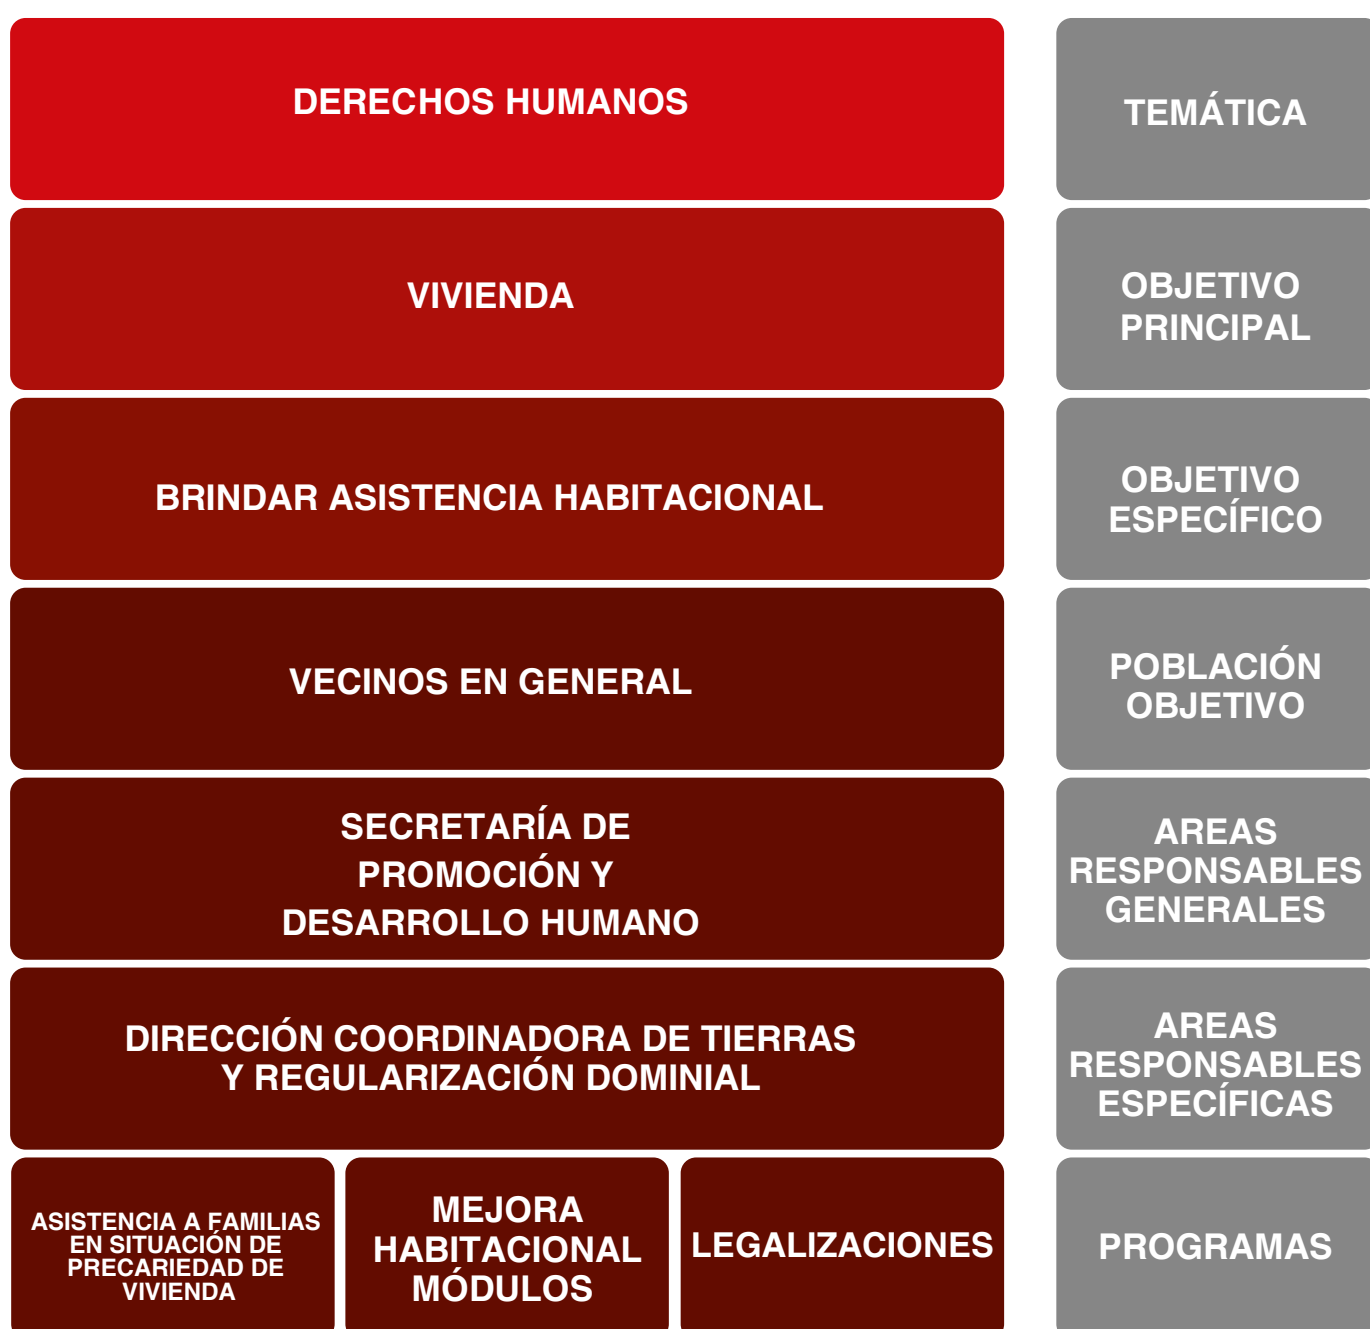 DERECHOS HUMANOS
TEMÁTICA
VIVIENDA
OBJETIVO
PRINCIPAL
BRINDAR ASISTENCIA HABITACIONAL
OBJETIVO
ESPECÍFICO
VECINOS EN GENERAL
POBLACIÓN
OBJETIVO
SECRETARÍA DE
PROMOCIÓN Y
DESARROLLO HUMANO
AREAS
RESPONSABLES
GENERALES
DIRECCIÓN COORDINADORA DE TIERRAS
Y REGULARIZACIÓN DOMINIAL
AREAS
RESPONSABLES
ESPECÍFICAS
ASISTENCIA A FAMILIAS
EN SITUACIÓN DE
PRECARIEDAD DE
VIVIENDA
MEJORA
HABITACIONAL
MÓDULOS
LEGALIZACIONES
PROGRAMAS